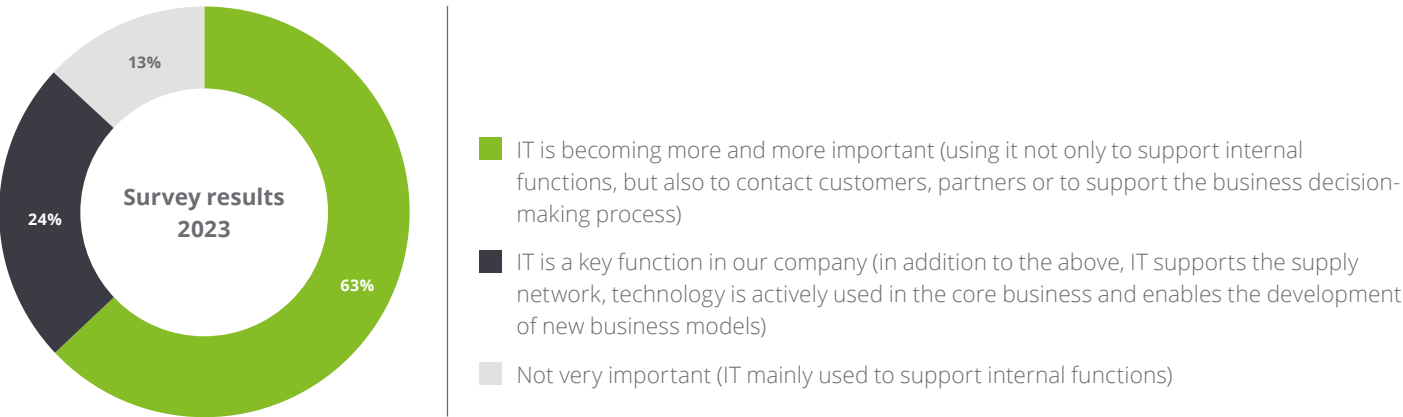 13%
24%
63%
Survey results
2023
IT is becoming more and more important (using it not only to support internal
functions, but also to contact customers, partners or to support the business decision-
making process)
IT is a key function in our company (in addition to the above, IT supports the supply
network, technology is actively used in the core business and enables the development
of new business models)
Not very important (IT mainly used to support internal functions)